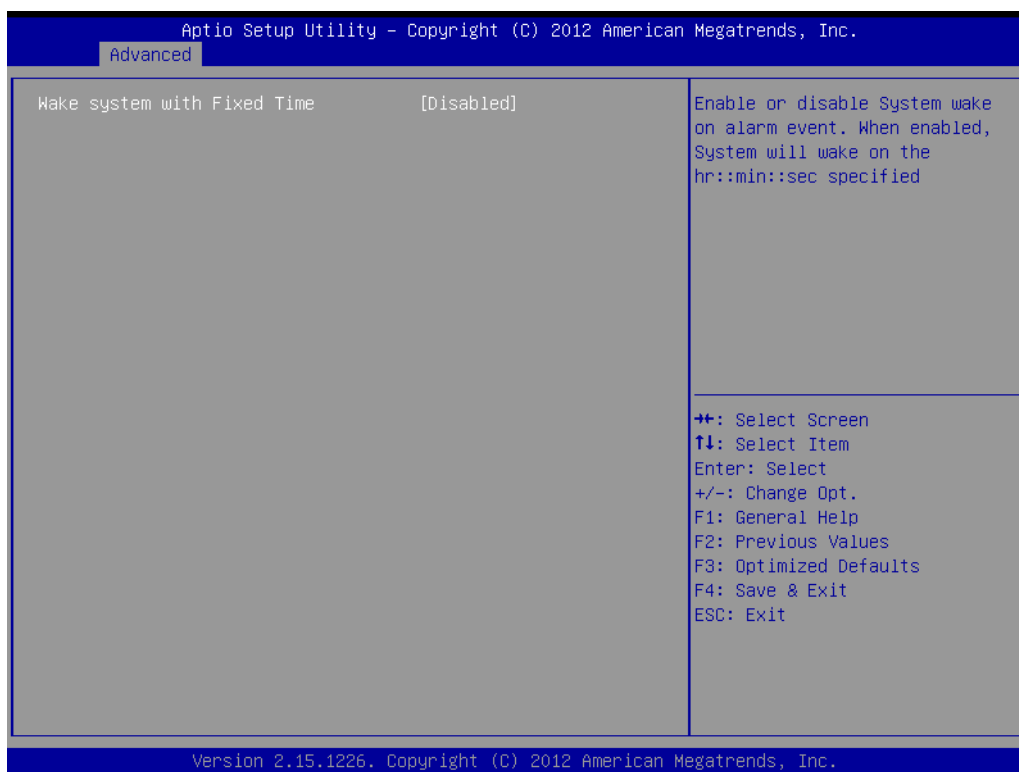 Aptio Setup Utility – Copyright (C) 2012 American Megatrends, Inc.
Advanced
Wake system with Fixed Time [Disabled]
Enable or disable System wake
on alarm event. When enabled,
System will wake on the
hr::min::sec specified
→←: Select Screen
↑↓: Select Item
Enter: Select
+/-: Change Opt.
F1: General Help
F2: Previous Values
F3: Optimized Defaults
F4: Save & Exit
ESC: Exit
Version 2.15.1226. Copyright (C) 2012 American Megatrends, Inc.